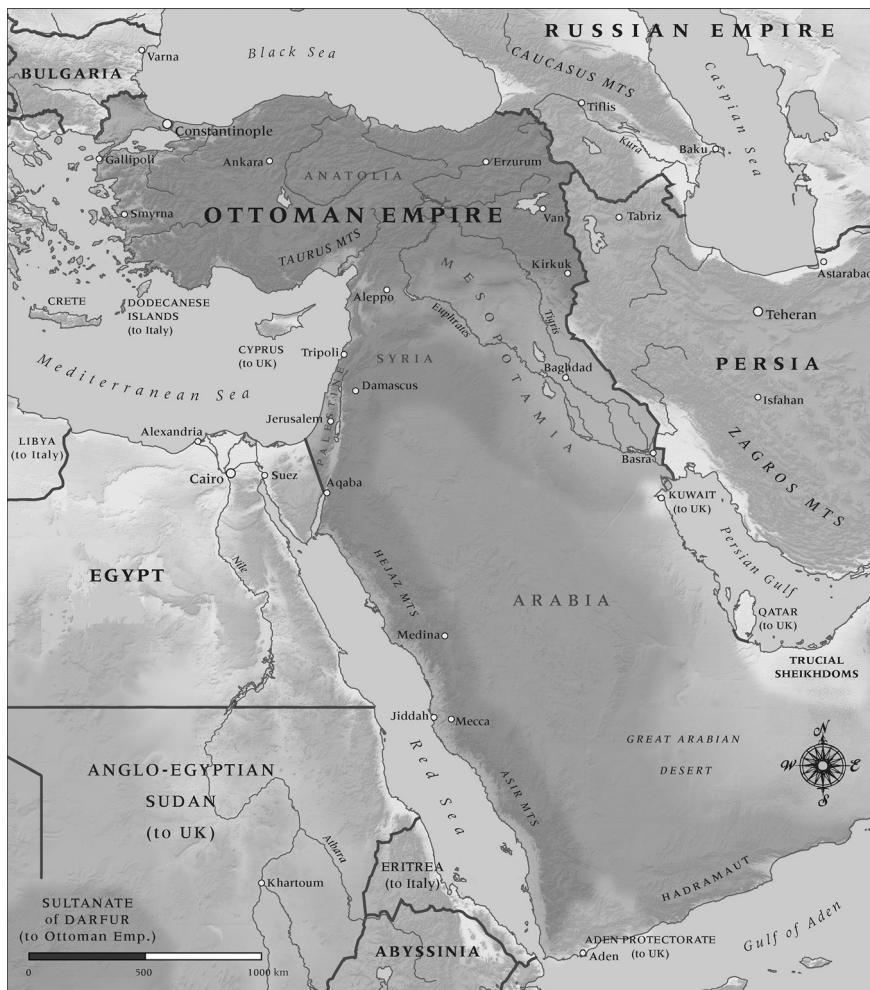 RUSSIAN EMPIRE
Black Sea
Varna
BULGARIA
CAUCASUS MTS
Caspian Sea
Tiflis
Constantinople
Kura
Baku
Gallipoli
Ankara
Erzurum
ANATOLIA
Smyrna
OTTOMAN EMPIRE
Van
Tabriz
TAURUS MTS
Kirkuk
Astarabad
MESOPOTAMIA
Aleppo
CRETE
DODECANESE
ISLANDS
(to Italy)
Euphrates
Tigris
Teheran
CYPRUS
(to UK)
Tripoli
SYRIA
Baghdad
PERSIA
Mediterranean Sea
Damascus
Isfahan
PALESTINE
Jerusalem
Alexandria
LIBYA
(to Italy)
Basra
ZAGROS MTS
Cairo
Suez
Aqaba
KUWAIT
(to UK)
Persian Gulf
Nile
EGYPT
HEJAZ MTS
ARABIA
QATAR
(to UK)
Medina
TRUCIAL
SHEIKHDOMS
Jiddah
Mecca
Red Sea
GREAT ARABIAN
DESERT
N
W
E
S
ANGLO-EGYPTIAN
SUDAN
(to UK)
ASIR MTS
Atbara
ERITREA
(to Italy)
Khartoum
HADRAMAUT
SULTANATE
of DARFUR
(to Ottoman Emp.)
Gulf of Aden
ABYSSINIA
ADEN PROTECTORATE
(to UK)
Aden
0
500
1000 km